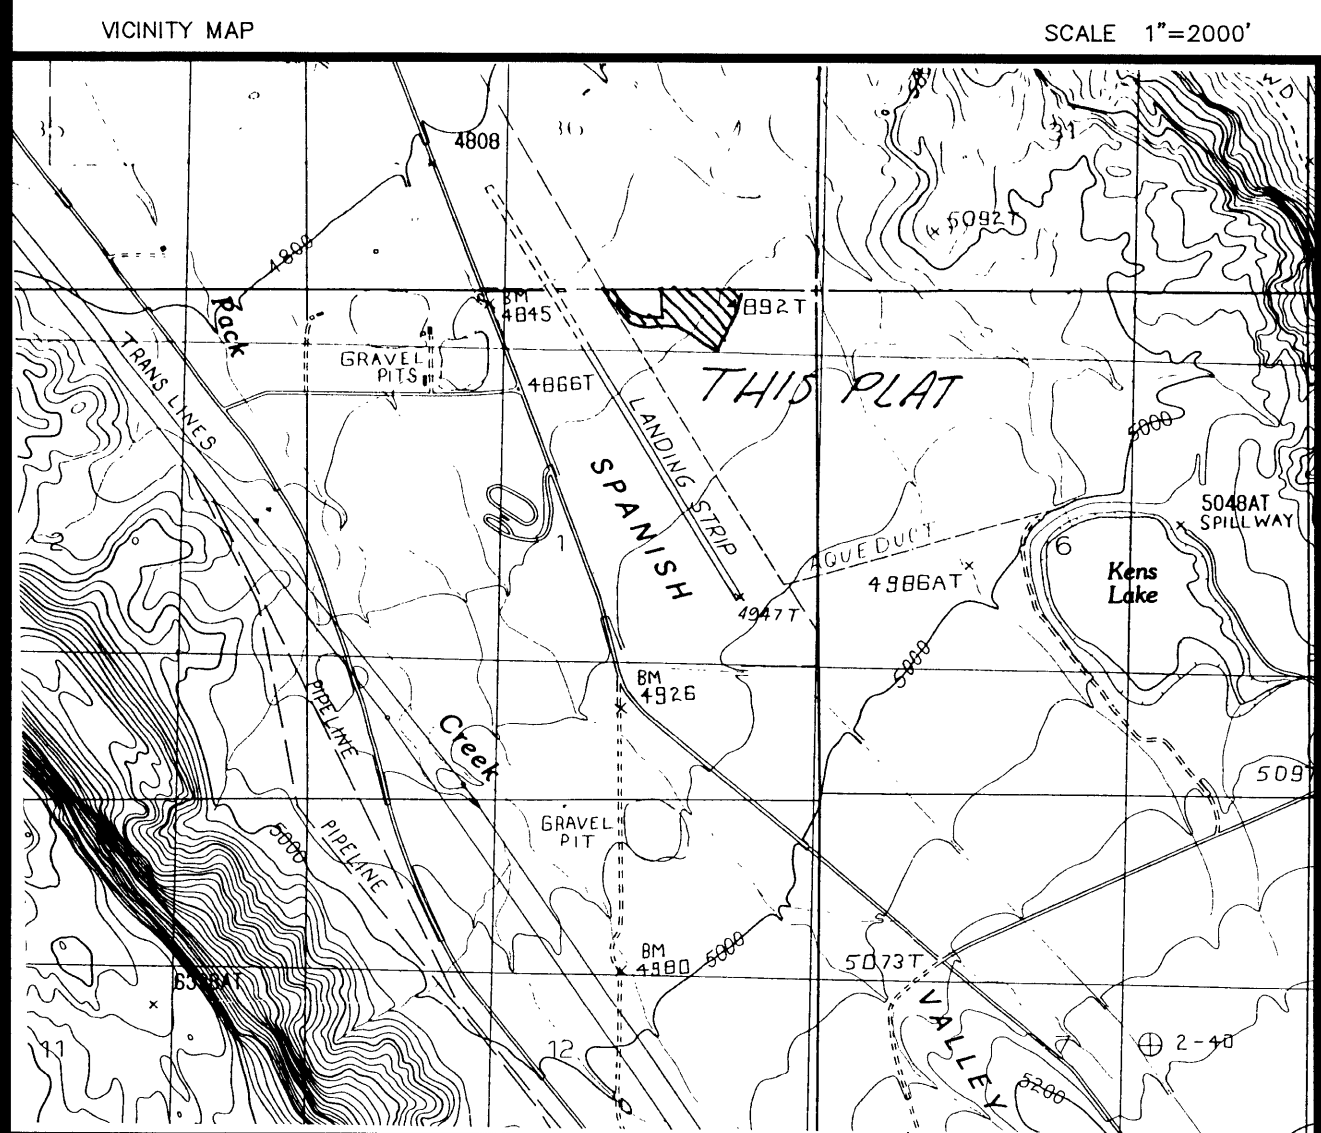 VICINITY MAP
SCALE 1"=2000'
35
4808
36
31
5092T
4800
Pack
BM
4845
892T
TRANS LINES
GRAVEL
PITS
4866T
THIS PLAT
LANDING STRIP
5000
SPANISH
5048AT
SPILLWAY
2
1
AQUEDUCT
6
4986AT
Kens
Lake
4947T
5000
BM
4926
PIPELINE
Creek
509
GRAVEL
PIT
5000
PIPELINE
BM
4980
5000
5073T
VALLEY
11
12
7
2-40
5200